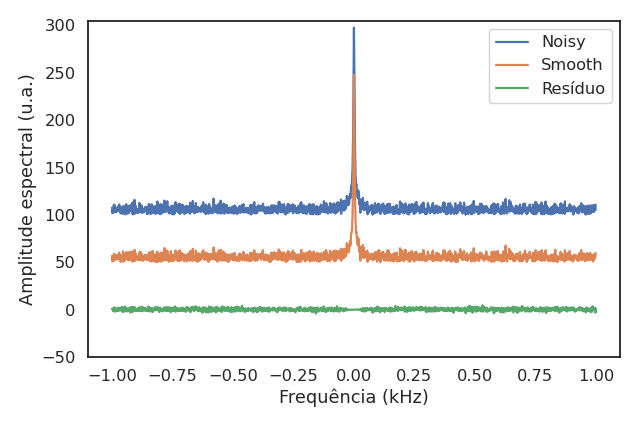 300
250
200
150
100
50
0
−50
Amplitude espectral (u.a.)
Noisy
Smooth
Resíduo
−1.00 −0.75 −0.50 −0.25 0.00 0.25 0.50 0.75 1.00
Frequência (kHz)